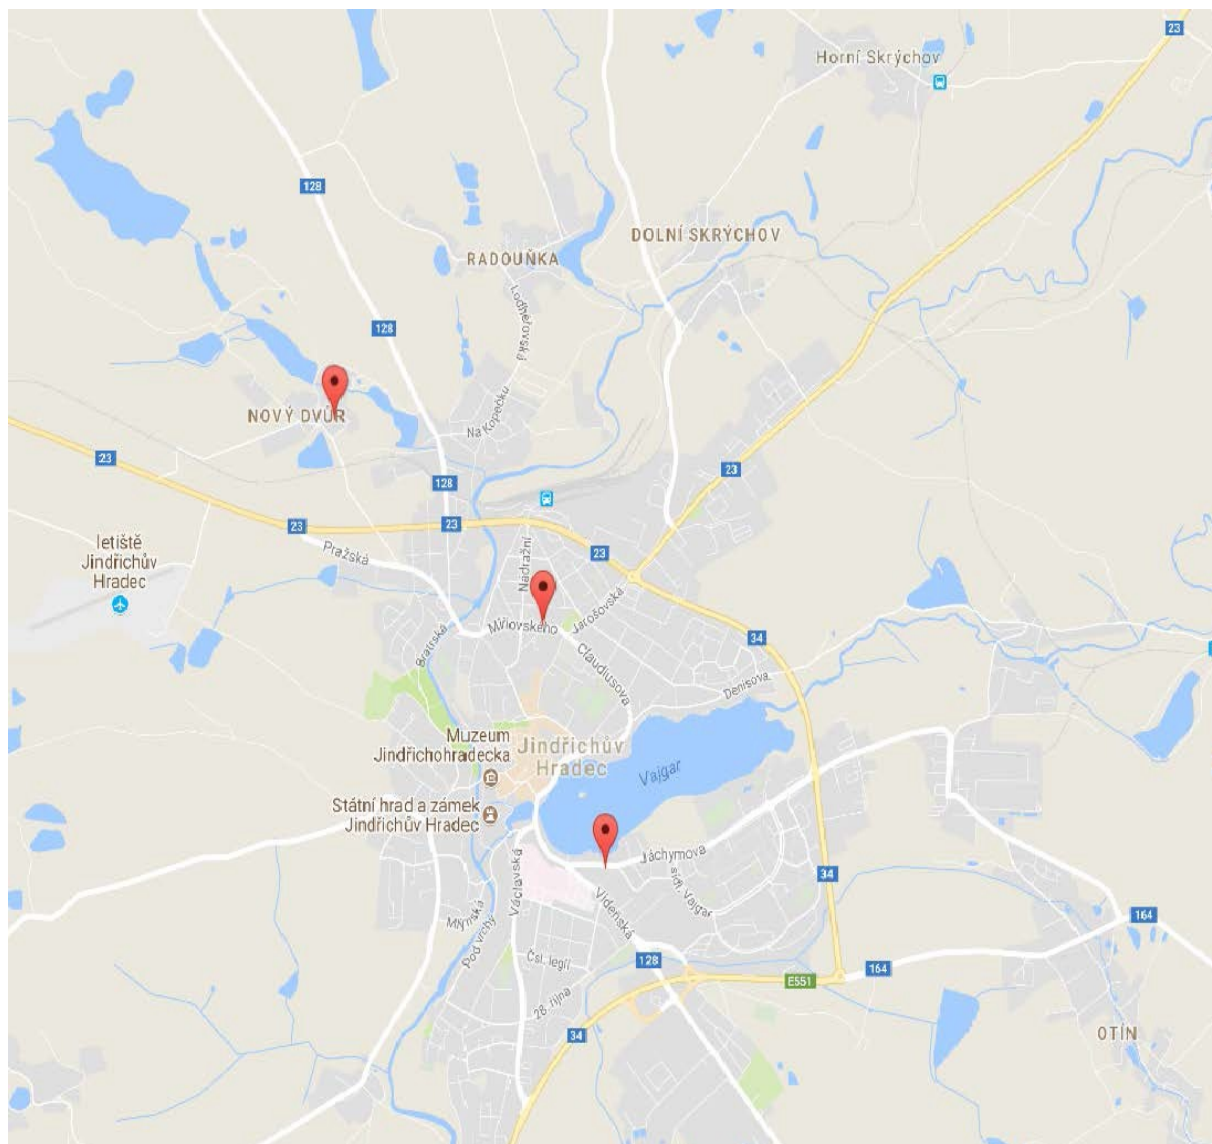 23
Horní Skrýchov
128
DOLNÍ SKRÝCHOV
RADOUŇKA
Lodhéřovská
128
NOVÝ DVŮR
Na Kopečku
23
23
128
23
23
letiště
Jindřichův
Hradec
Pražská
23
Nádražní
Jarošovská
Miřiovského
Bratrská
34
Claudiusova
Denisova
Muzeum
Jindřichohradecka
Jindřichův
Hradec
Vajgar
Státní hrad a zámek
Jindřichův Hradec
Jáchymova
sídl. Vajgar
34
Václavská
Vídeňská
Mlýnská
Pod vrchy
164
Čsl. legií
128
164
E551
28. října
34
OTÍN